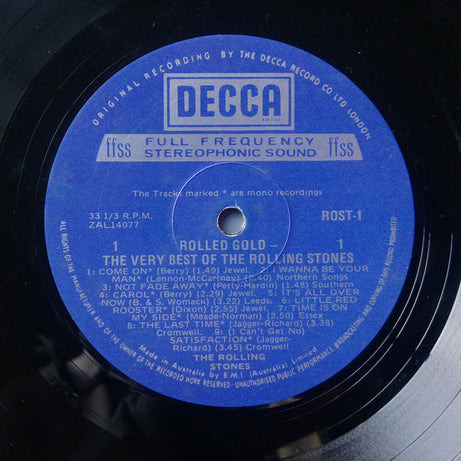 ORIGINAL RECORDING BY THE DECCA RECORD CO LTD LONDON
DECCA
ffss FULL FREQUENCY STEREOPHONIC SOUND ffss
The Tracks marked * are mono recordings
33 1/3 R.P.M. ROST-1
ZAL14077
1 ROLLED GOLD — 1
THE VERY BEST OF THE ROLLING STONES
1: COME ON* (Berry) (1.49) Jewel. 2: I WANNA BE YOUR
MAN* (Lennon-McCartney) (2.40) Northern Songs
3: NOT FADE AWAY* (Petty-Hardin) (1.48) Southern
4: CAROL* (Berry) (2.29) Jewel. 5: IT'S ALL OVER
NOW (B. & S. Womack) (3.22) Leeds. 6: LITTLE RED
ROOSTER* (Dixon) (2.55) Jewel. 7: TIME IS ON
MY SIDE* (Meade-Norman) (2.50) Essex
8: THE LAST TIME* (Jagger-Richard) (3.36)
Cromwell. 9: (I Can't Get No)
SATISFACTION* (Jagger-
Richard) (3.45) Cromwell
THE ROLLING
STONES
Made in Australia by E.M.I. (Australia) Limited
ALL RIGHTS OF THE MANUFACTURER AND OF THE OWNER OF THE RECORDED WORK RESERVED - UNAUTHORISED PUBLIC PERFORMANCE, BROADCASTING AND COPYING OF THIS RECORD PROHIBITED